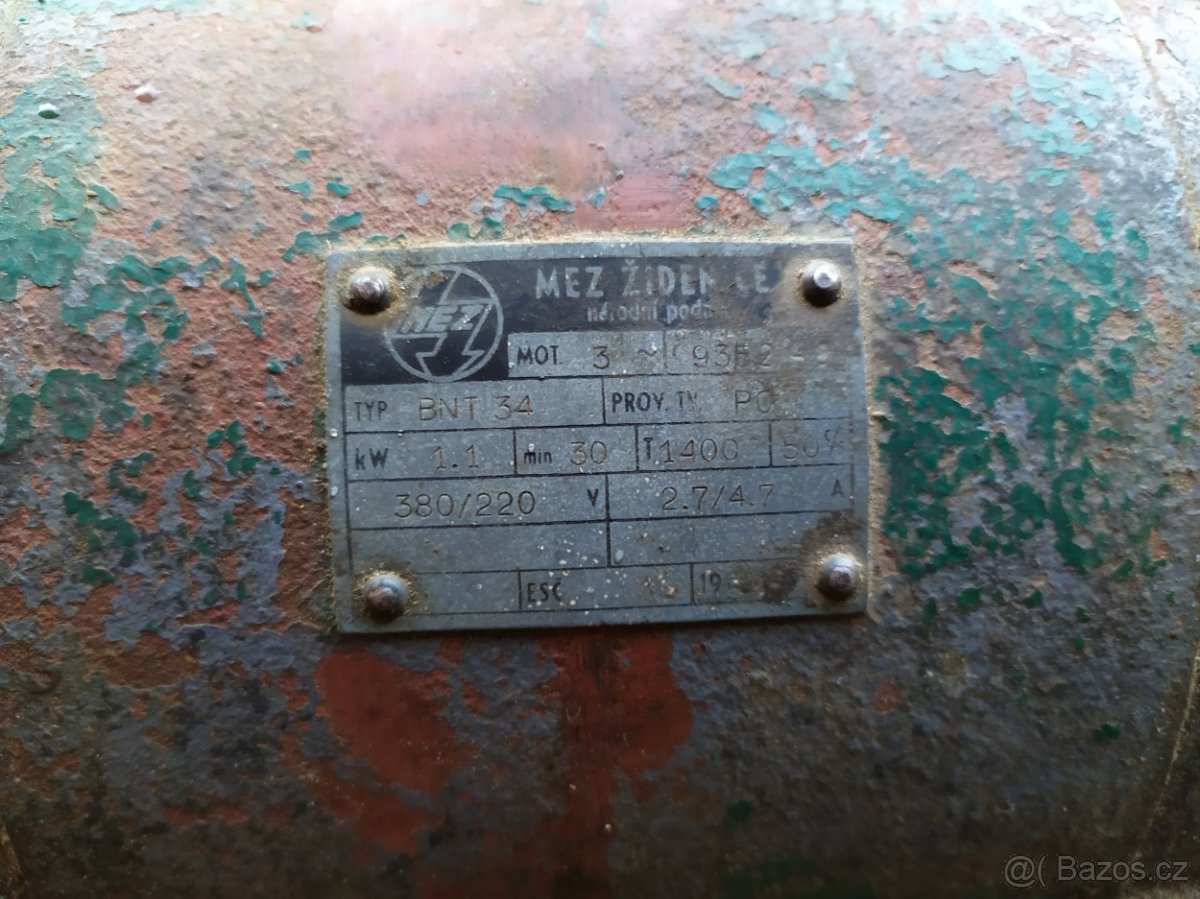 MEZ ŽIDENICE
národní podnik
MEZ
MOT. 3 ~
TYP BNT 34 PROV. TV.
kW 1.1 min 30 T 1400 50%
380/220 V 2.7/4.7 A
ESČ 19
@( Bazos.cz